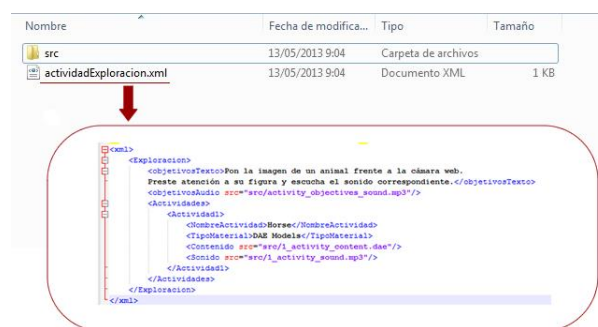 Nombre Fecha de modifica... Tipo Tamaño
src 13/05/2013 9:04 Carpeta de archivos
actividadExploracion.xml 13/05/2013 9:04 Documento XML 1 KB
<xml>
<Exploracion>
<objetivosTexto>Pon la imagen de un animal frente a la cámara web.
Preste atención a su figura y escucha el sonido correspondiente.</objetivosTexto>
<objetivosAudio src="src/activity_objectives_sound.mp3"/>
<Actividades>
<Actividad1>
<NombreActividad>Horse</NombreActividad>
<TipoMaterial>DAE Models</TipoMaterial>
<Contenido src="src/1_activity_content.dae"/>
<Sonido src="src/1_activity_sound.mp3"/>
</Actividad1>
</Actividades>
</Exploracion>
</xml>